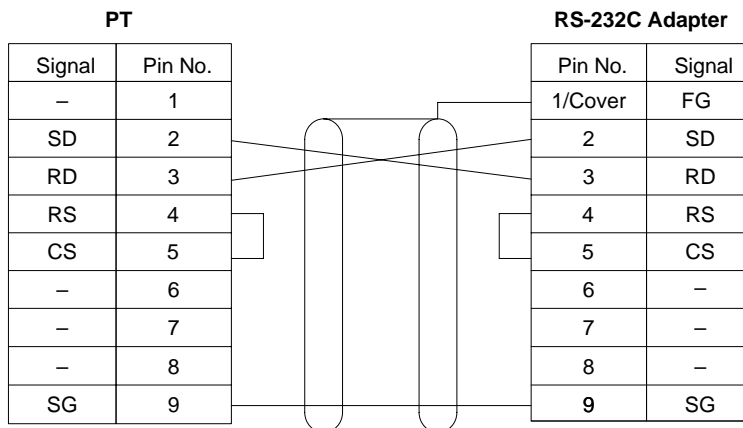 PT RS-232C Adapter
Signal Pin No. Pin No. Signal
– 1 1/Cover FG
SD 2 2 SD
RD 3 3 RD
RS 4 4 RS
CS 5 5 CS
– 6 6 –
– 7 7 –
– 8 8 –
SG 9 9 SG